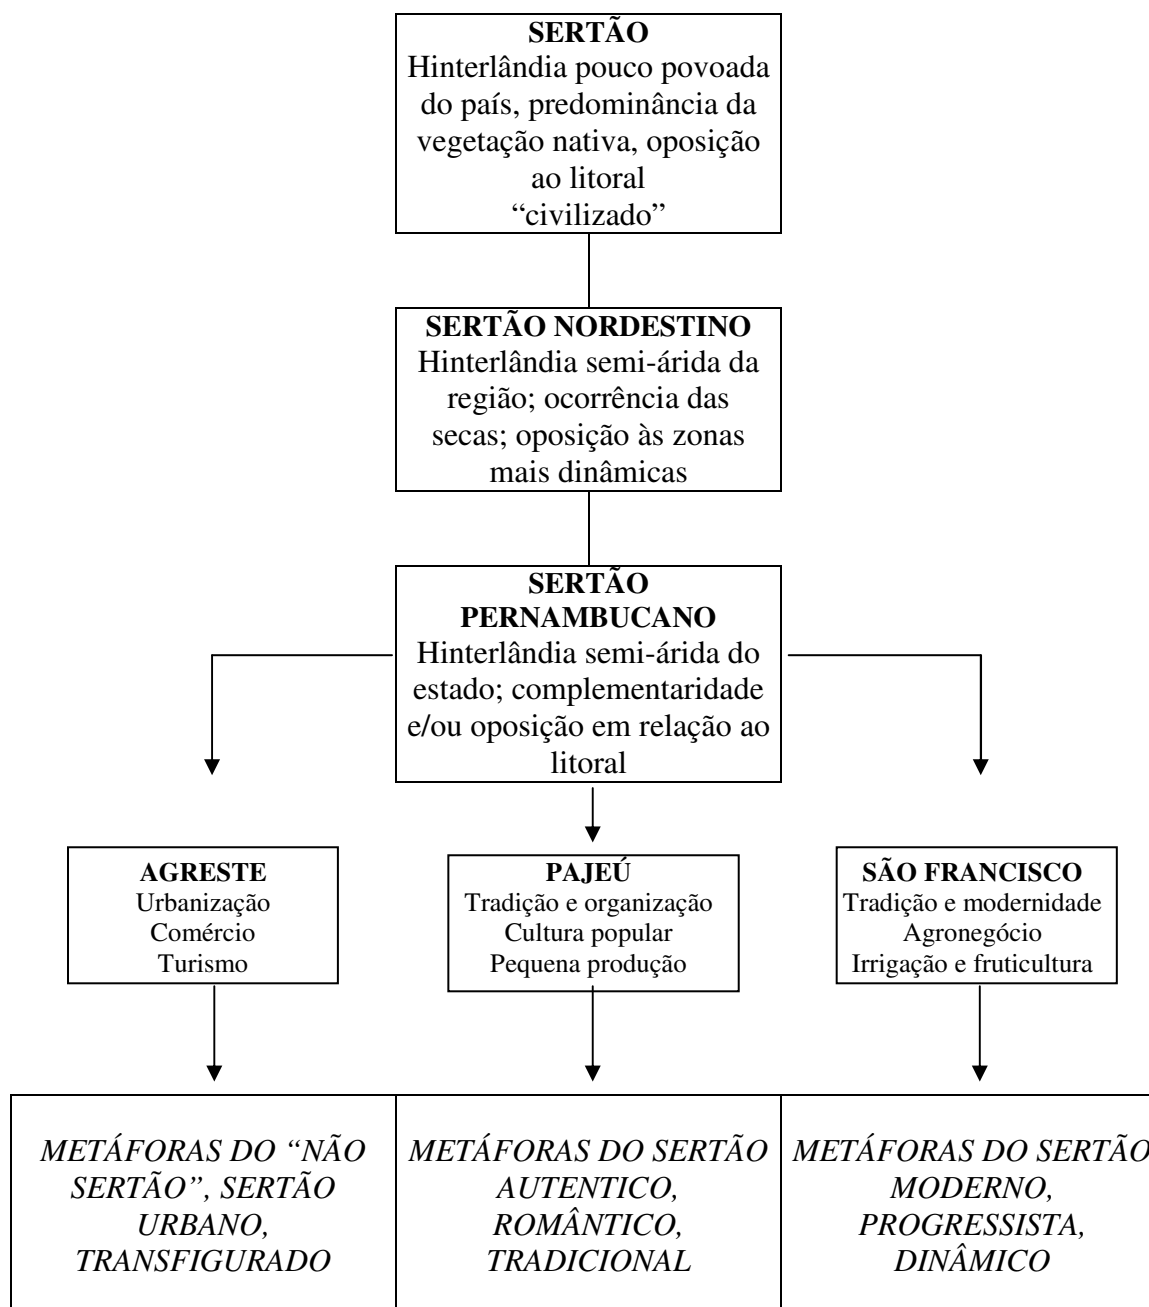 SERTÃO
Hinterlândia pouco povoada
do país, predominância da
vegetação nativa, oposição
ao litoral
“civilizado”
SERTÃO NORDESTINO
Hinterlândia semi-árida da
região; ocorrência das
secas; oposição às zonas
mais dinâmicas
SERTÃO
PERNAMBUCANO
Hinterlândia semi-árida do
estado; complementaridade
e/ou oposição em relação ao
litoral
AGRESTE
Urbanização
Comércio
Turismo
PAJEÚ
Tradição e organização
Cultura popular
Pequena produção
SÃO FRANCISCO
Tradição e modernidade
Agronegócio
Irrigação e fruticultura
METÁFORAS DO “NÃO
SERTÃO”, SERTÃO
URBANO,
TRANSFIGURADO
METÁFORAS DO SERTÃO
AUTENTICO,
ROMÂNTICO,
TRADICIONAL
METÁFORAS DO SERTÃO
MODERNO,
PROGRESSISTA,
DINÂMICO